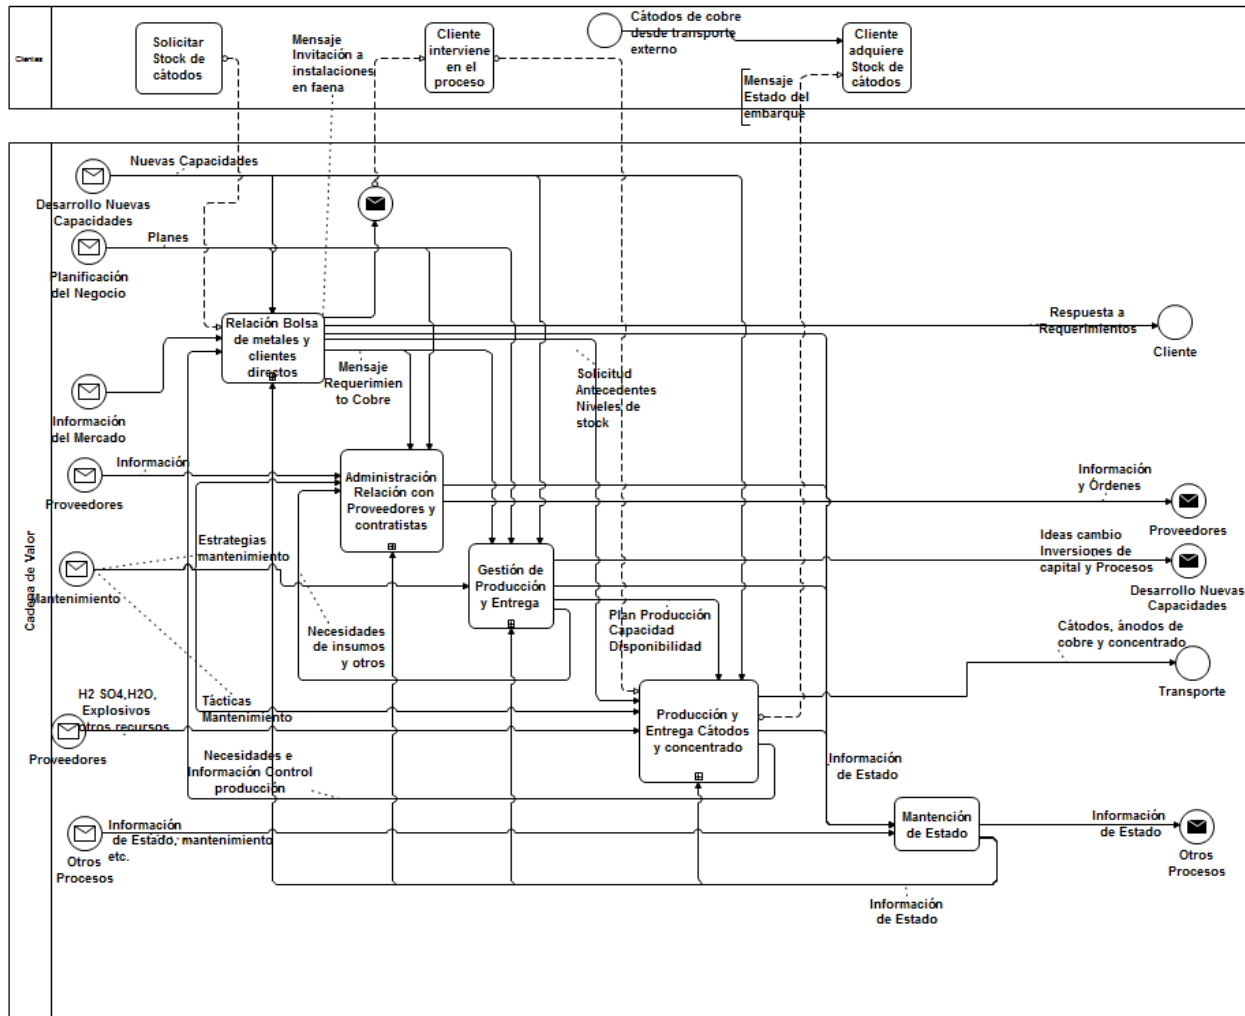 Clientes
Solicitar
Stock de
cátodos
Mensaje
Invitación a
instalaciones
en faena
Cliente
interviene
en el
proceso
Cátodos de cobre
desde transporte
externo
Cliente
adquiere
Stock de
cátodos
Mensaje
Estado del
embarque
Cadena de Valor
Nuevas Capacidades
Desarrollo Nuevas
Capacidades
Planes
Planificación
del Negocio
Relación Bolsa
de metales y
clientes
directos
Respuesta a
Requerimientos
Cliente
Mensaje
Requerimien
to Cobre
Solicitud
Antecedentes
Niveles de
stock
Información
del Mercado
Información
Proveedores
Administración
Relación con
Proveedores y
contratistas
Información
y Órdenes
Proveedores
Estrategias
mantenimiento
Mantenimiento
Gestión de
Producción
y Entrega
Ideas cambio
Inversiones de
capital y Procesos
Desarrollo Nuevas
Capacidades
Necesidades
de insumos
y otros
Plan Producción
Capacidad
Disponibilidad
Cátodos, ánodos de
cobre y concentrado
Transporte
H2 SO4,H2O,
Explosivos
otros recursos
Proveedores
Tácticas
Mantenimiento
Producción y
Entrega Cátodos
y concentrado
Necesidades e
Información Control
producción
Información
de Estado
Información
de Estado, mantenimiento
etc.
Otros
Procesos
Mantención
de Estado
Información
de Estado
Otros
Procesos
Información
de Estado